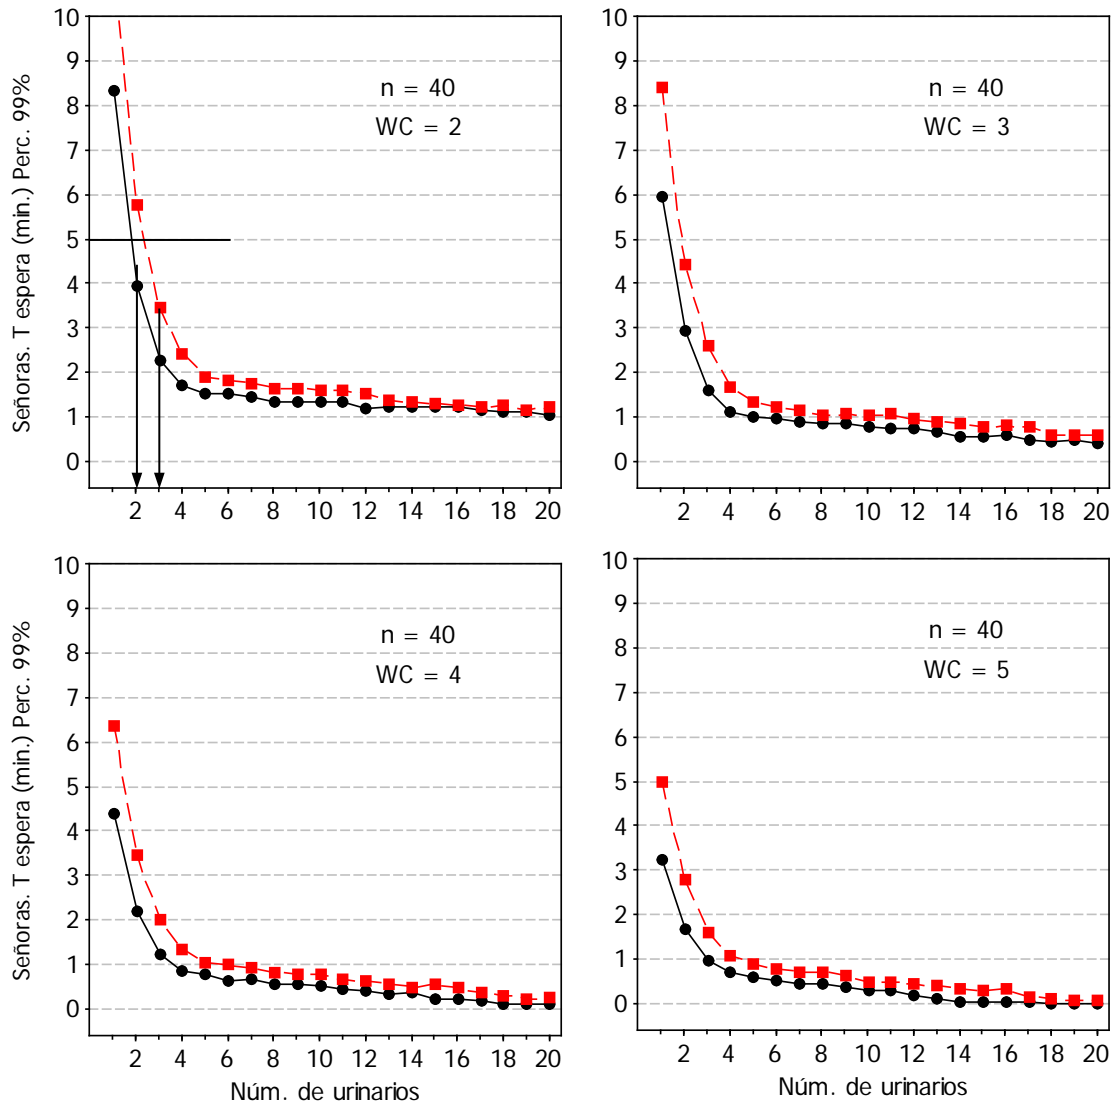 Señoras. T espera (min.) Perc. 99%
10
9
8
7
6
5
4
3
2
1
0
n = 40
WC = 2
2 4 6 8 10 12 14 16 18 20
10
9
8
7
6
5
4
3
2
1
0
n = 40
WC = 3
2 4 6 8 10 12 14 16 18 20
Señoras. T espera (min.) Perc. 99%
10
9
8
7
6
5
4
3
2
1
0
n = 40
WC = 4
2 4 6 8 10 12 14 16 18 20
Núm. de urinarios
10
9
8
7
6
5
4
3
2
1
0
n = 40
WC = 5
2 4 6 8 10 12 14 16 18 20
Núm. de urinarios